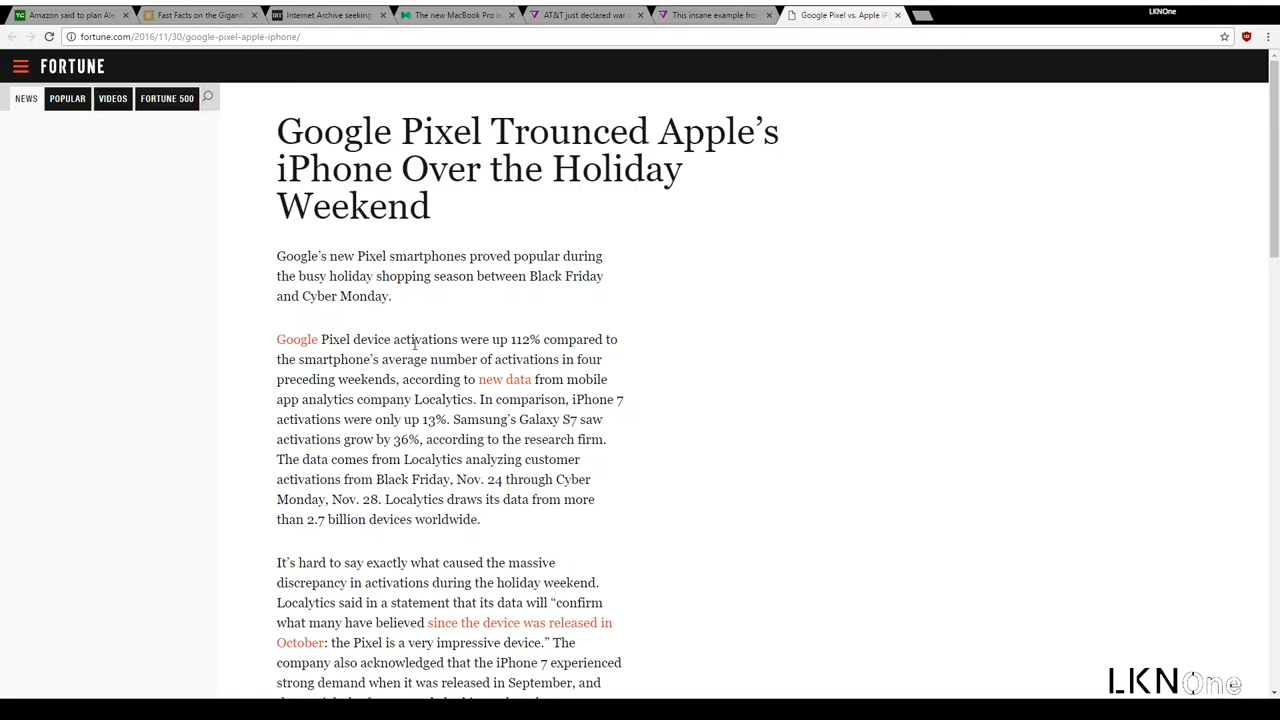 Amazon said to plan Ale
Fast Facts on the Gigant
Internet Archive seeking
The new MacBook Pro is
AT&T just declared war
This insane example from
Google Pixel vs. Apple iP
LKNOne
fortune.com/2016/11/30/google-pixel-apple-iphone/
FORTUNE
NEWS POPULAR VIDEOS FORTUNE 500
Google Pixel Trounced Apple’s
iPhone Over the Holiday
Weekend
Google’s new Pixel smartphones proved popular during
the busy holiday shopping season between Black Friday
and Cyber Monday.
Google Pixel device activations were up 112% compared to
the smartphone’s average number of activations in four
preceding weekends, according to new data from mobile
app analytics company Localytics. In comparison, iPhone 7
activations were only up 13%. Samsung’s Galaxy S7 saw
activations grow by 36%, according to the research firm.
The data comes from Localytics analyzing customer
activations from Black Friday, Nov. 24 through Cyber
Monday, Nov. 28. Localytics draws its data from more
than 2.7 billion devices worldwide.
It’s hard to say exactly what caused the massive
discrepancy in activations during the holiday weekend.
Localytics said in a statement that its data will “confirm
what many have believed since the device was released in
October: the Pixel is a very impressive device.” The
company also acknowledged that the iPhone 7 experienced
strong demand when it was released in September, and
LKNOne